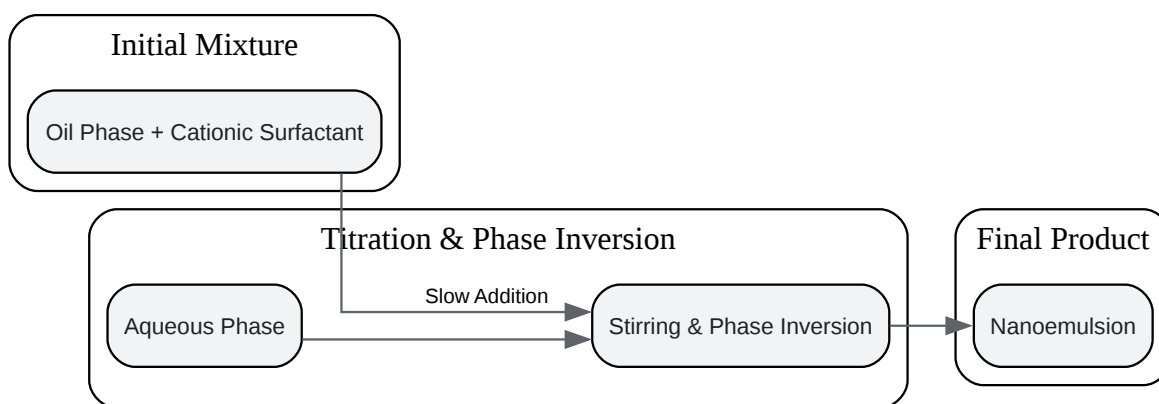 Initial Mixture
Oil Phase + Cationic Surfactant
Titration & Phase Inversion
Final Product
Slow Addition
Aqueous Phase
Stirring & Phase Inversion
Nanoemulsion